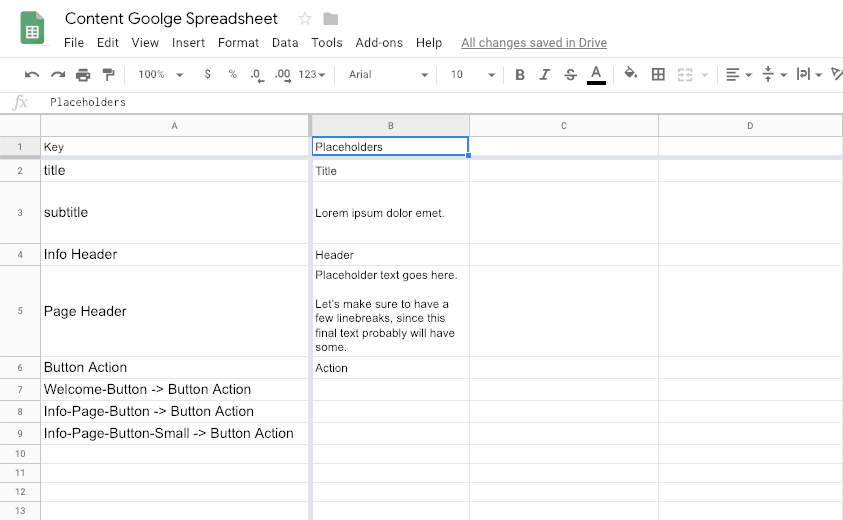 Content Goolge Spreadsheet
File Edit View Insert Format Data Tools Add-ons Help All changes saved in Drive
100% $ % .0 .00 123 Arial 10 B I S A
fx Placeholders
A B C D
1 Key Placeholders
2 title Title
3 subtitle Lorem ipsum dolor emet.
4 Info Header Header
Placeholder text goes here.
Let's make sure to have a
few linebreaks, since this
5 Page Header
final text probably will have
some.
6 Button Action Action
7 Welcome-Button -> Button Action
8 Info-Page-Button -> Button Action
9 Info-Page-Button-Small -> Button Action
10
11
12
13